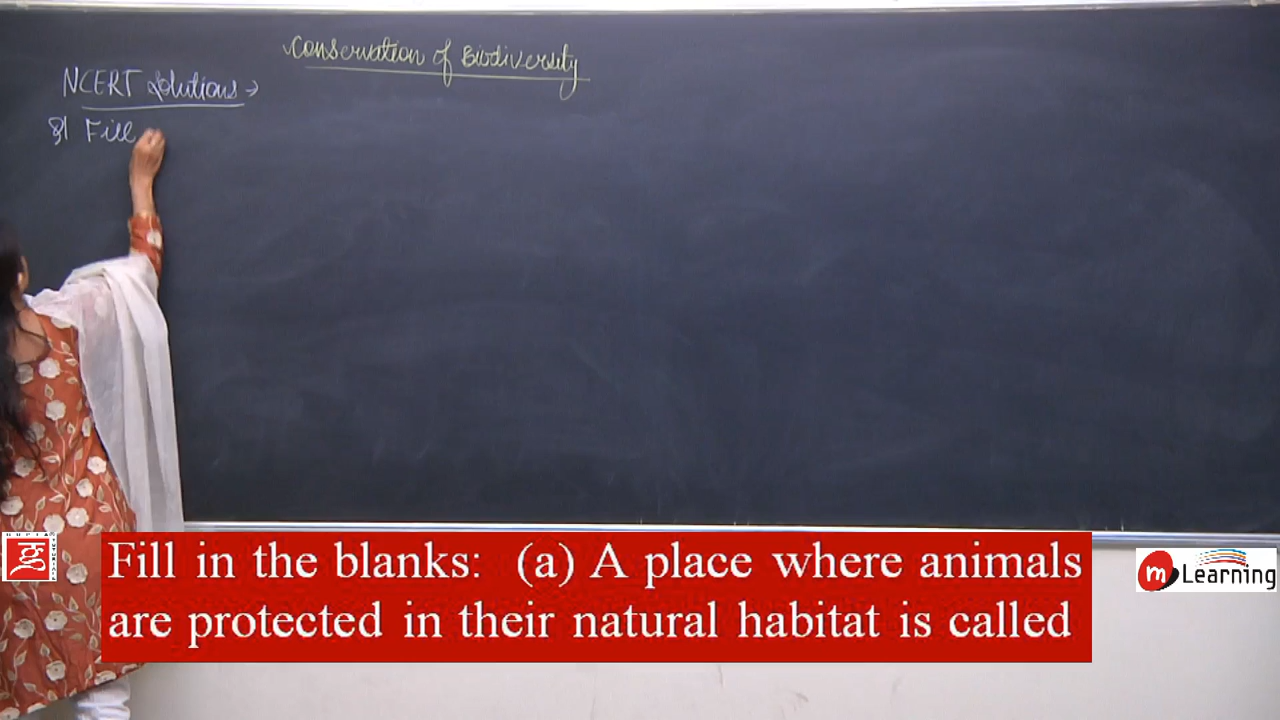 Conservation of Biodiversity
NCERT Solutions →
Q1 Fill
Fill in the blanks: (a) A place where animals
are protected in their natural habitat is called
m Learning